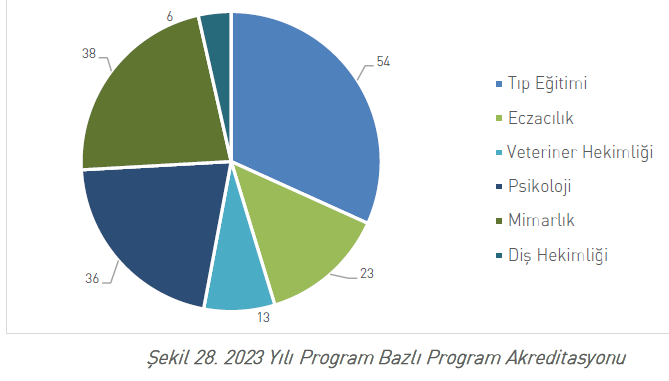 6
38
54
36
23
13
Tıp Eğitimi
Eczacılık
Veteriner Hekimliği
Psikoloji
Mimarlık
Diş Hekimliği
Şekil 28. 2023 Yılı Program Bazlı Program Akreditasyonu